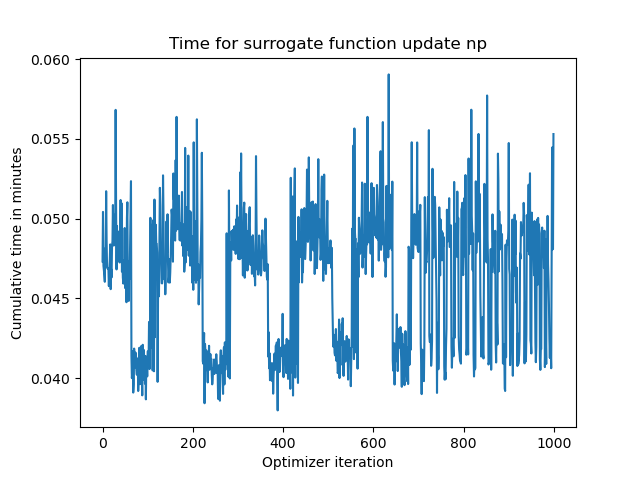 Time for surrogate function update np
0.060
0.055
0.050
0.045
0.040
Cumulative time in minutes
0 200 400 600 800 1000
Optimizer iteration